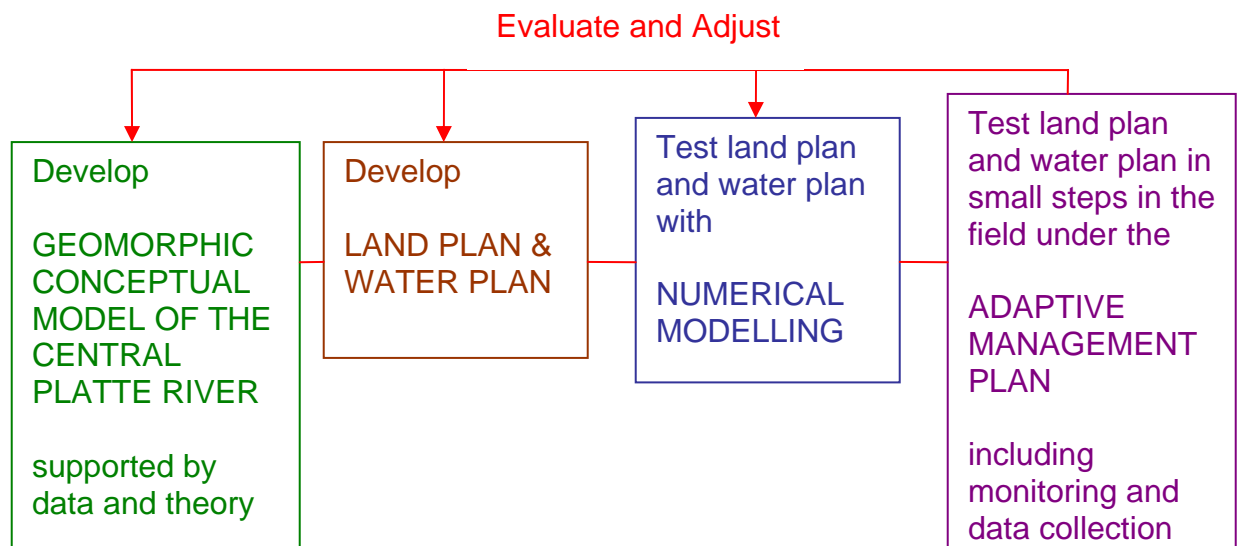 Evaluate and Adjust
Develop
GEOMORPHIC
CONCEPTUAL
MODEL OF THE
CENTRAL
PLATTE RIVER
supported by
data and theory
Develop
LAND PLAN &
WATER PLAN
Test land plan
and water plan
with
NUMERICAL
MODELLING
Test land plan
and water plan in
small steps in the
field under the
ADAPTIVE
MANAGEMENT
PLAN
including
monitoring and
data collection